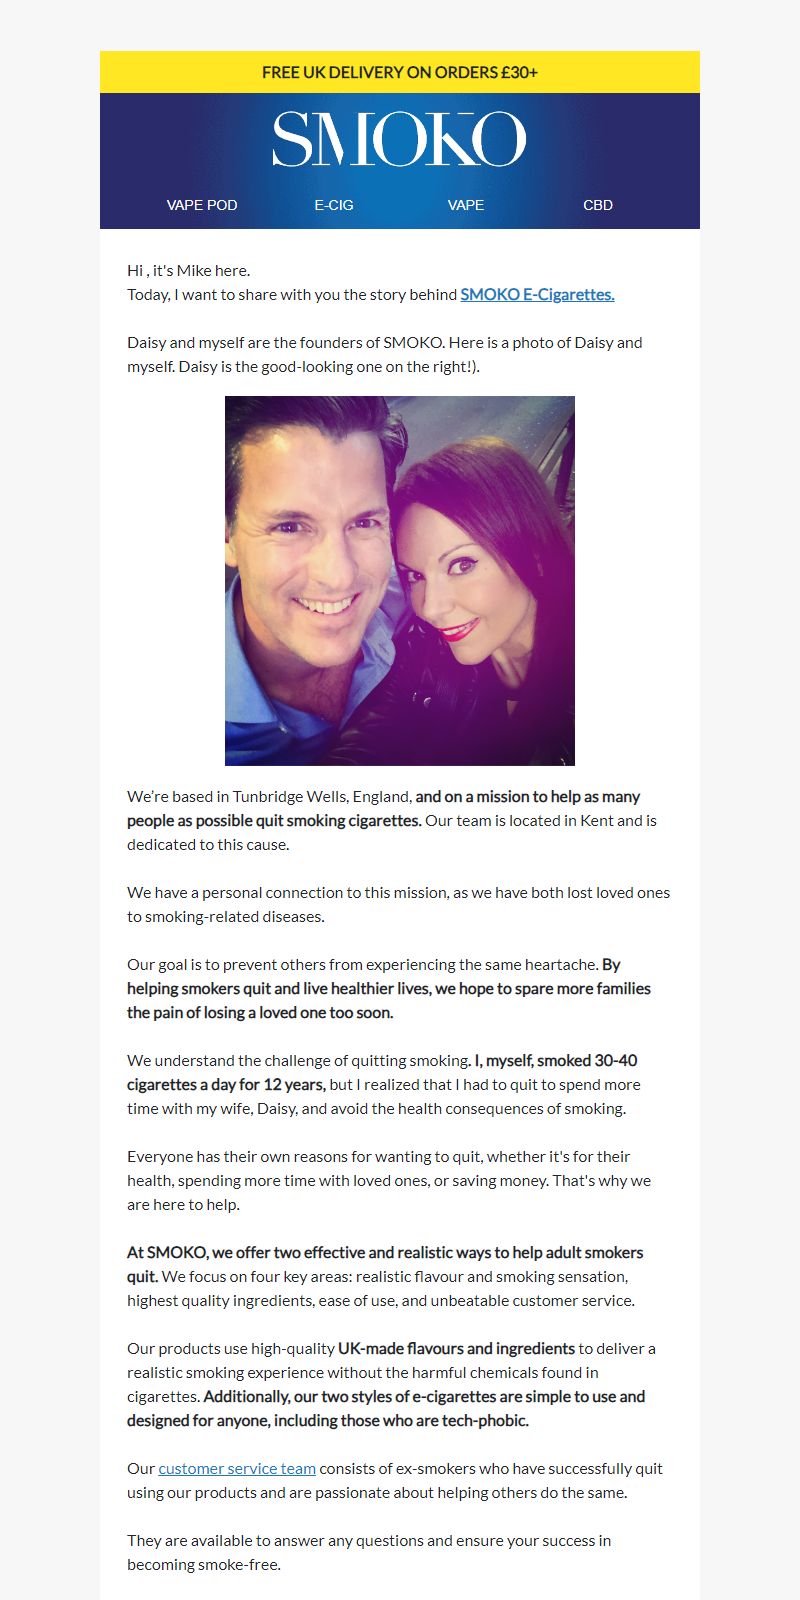 FREE UK DELIVERY ON ORDERS £30+
SMOKO
VAPE POD E-CIG VAPE CBD
Hi , it's Mike here.
Today, I want to share with you the story behind SMOKO E-Cigarettes.
Daisy and myself are the founders of SMOKO. Here is a photo of Daisy and
myself. Daisy is the good-looking one on the right!).
We’re based in Tunbridge Wells, England, and on a mission to help as many
people as possible quit smoking cigarettes. Our team is located in Kent and is
dedicated to this cause.
We have a personal connection to this mission, as we have both lost loved ones
to smoking-related diseases.
Our goal is to prevent others from experiencing the same heartache. By
helping smokers quit and live healthier lives, we hope to spare more families
the pain of losing a loved one too soon.
We understand the challenge of quitting smoking. I, myself, smoked 30-40
cigarettes a day for 12 years, but I realized that I had to quit to spend more
time with my wife, Daisy, and avoid the health consequences of smoking.
Everyone has their own reasons for wanting to quit, whether it's for their
health, spending more time with loved ones, or saving money. That's why we
are here to help.
At SMOKO, we offer two effective and realistic ways to help adult smokers
quit. We focus on four key areas: realistic flavour and smoking sensation,
highest quality ingredients, ease of use, and unbeatable customer service.
Our products use high-quality UK-made flavours and ingredients to deliver a
realistic smoking experience without the harmful chemicals found in
cigarettes. Additionally, our two styles of e-cigarettes are simple to use and
designed for anyone, including those who are tech-phobic.
Our customer service team consists of ex-smokers who have successfully quit
using our products and are passionate about helping others do the same.
They are available to answer any questions and ensure your success in
becoming smoke-free.